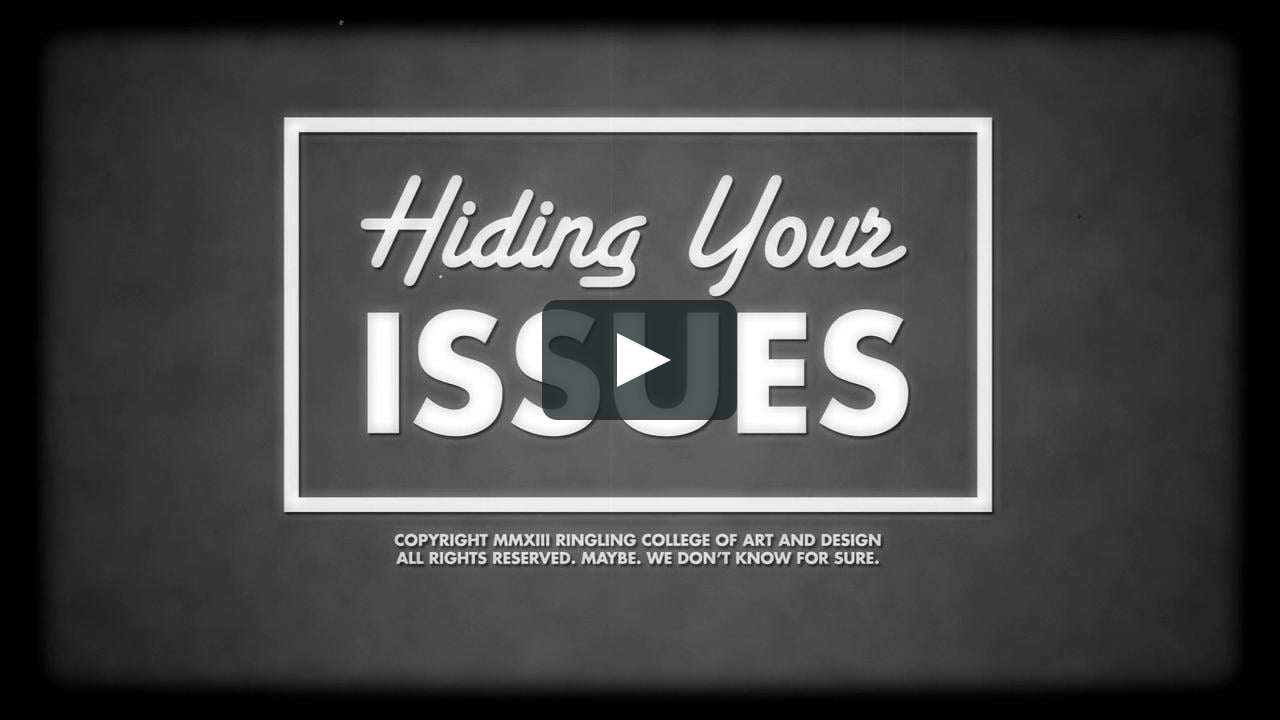 Hiding Your
ISSUES
COPYRIGHT MMXIII RINGLING COLLEGE OF ART AND DESIGN
ALL RIGHTS RESERVED. MAYBE. WE DON'T KNOW FOR SURE.